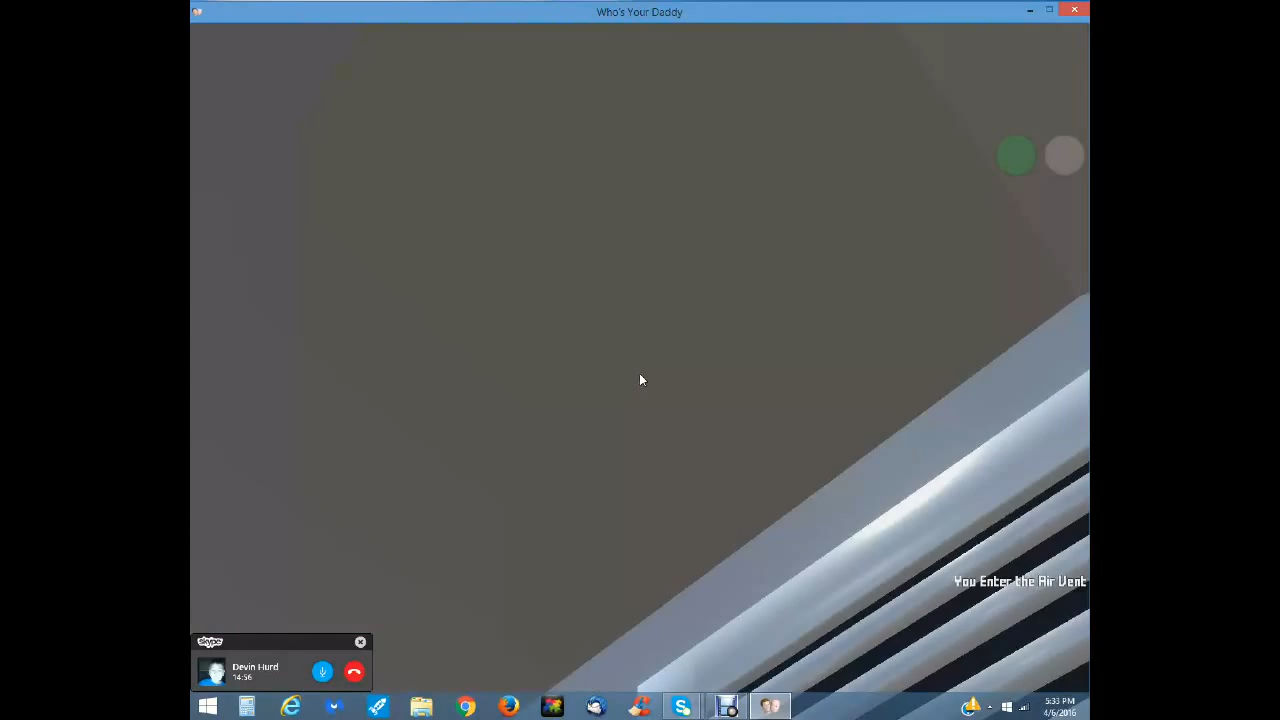 Who's Your Daddy
You Enter the Air Vent
skype
Devin Hurd
14:56
5:33 PM
4/6/2016